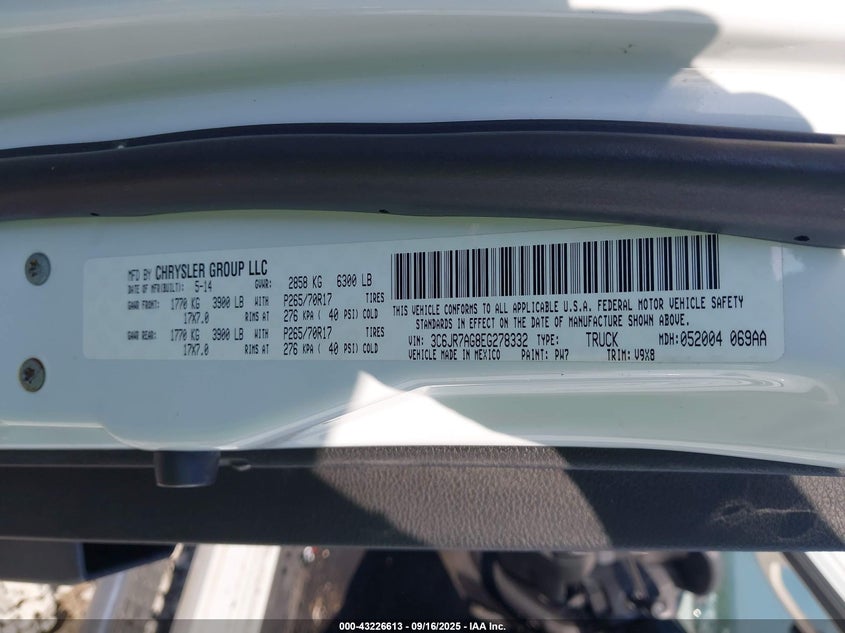 MFD BY CHRYSLER GROUP LLC
DATE OF MFR(BUILT): 5-14 GVWR: 2858 KG 6300 LB
GAWR FRONT: 1770 KG 3900 LB WITH P265/70R17 TIRES
17X7.0 RIMS AT 276 KPA ( 40 PSI) COLD
GAWR REAR: 1770 KG 3900 LB WITH P265/70R17 TIRES
17X7.0 RIMS AT 276 KPA ( 40 PSI) COLD
THIS VEHICLE CONFORMS TO ALL APPLICABLE U.S.A. FEDERAL MOTOR VEHICLE SAFETY
STANDARDS IN EFFECT ON THE DATE OF MANUFACTURE SHOWN ABOVE.
VIN: 3C6JR7AG8EG278332 TYPE: TRUCK MDH: 052004 069AA
VEHICLE MADE IN MEXICO PAINT: PW7 TRIM: V9X8
000-43226613 - 09/16/2025 - IAA Inc.